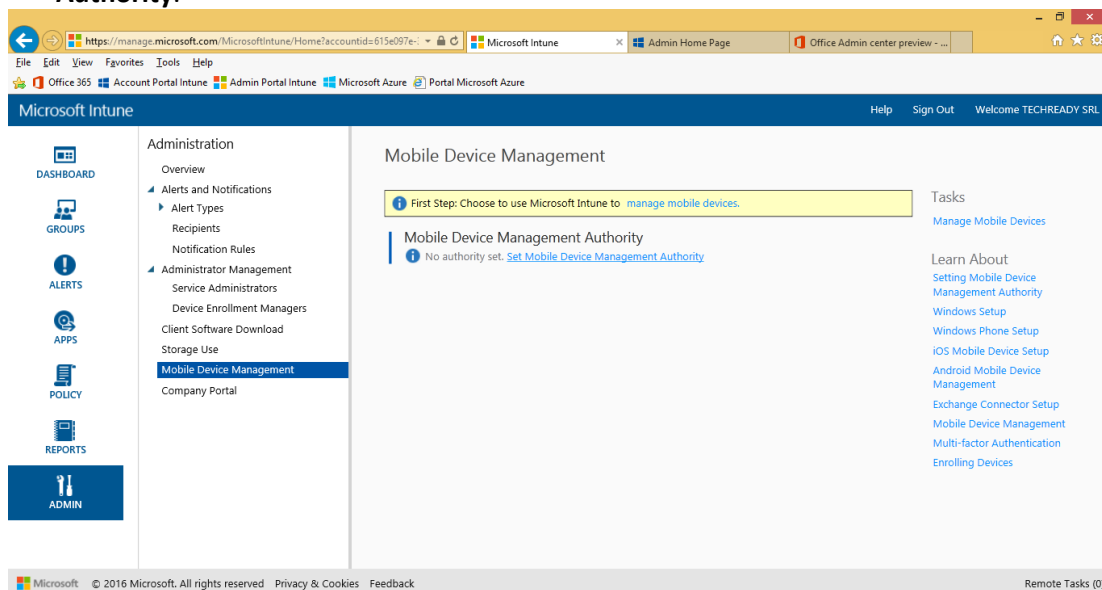 Authority.
https://manage.microsoft.com/MicrosoftIntune/Home?accountid=615e097e-
Microsoft Intune
Admin Home Page
Office Admin center preview - ...
File Edit View Favorites Tools Help
Office 365 Account Portal Intune Admin Portal Intune Microsoft Azure Portal Microsoft Azure
Microsoft Intune
Help Sign Out Welcome TECHREADY SRL
DASHBOARD
GROUPS
ALERTS
APPS
POLICY
REPORTS
ADMIN
Administration
Overview
Alerts and Notifications
Alert Types
Recipients
Notification Rules
Administrator Management
Service Administrators
Device Enrollment Managers
Client Software Download
Storage Use
Mobile Device Management
Company Portal
Mobile Device Management
First Step: Choose to use Microsoft Intune to manage mobile devices.
Mobile Device Management Authority
No authority set. Set Mobile Device Management Authority
Tasks
Manage Mobile Devices
Learn About
Setting Mobile Device
Management Authority
Windows Setup
Windows Phone Setup
iOS Mobile Device Setup
Android Mobile Device
Management
Exchange Connector Setup
Mobile Device Management
Multi-factor Authentication
Enrolling Devices
Microsoft © 2016 Microsoft. All rights reserved Privacy & Cookies Feedback
Remote Tasks (0